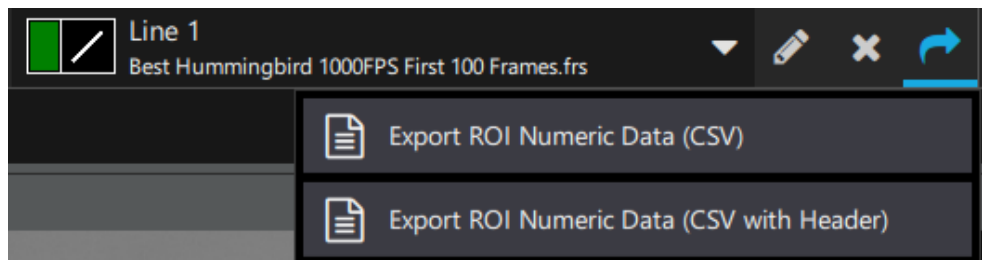 Line 1
Best Hummingbird 1000FPS First 100 Frames.frs
Export ROI Numeric Data (CSV)
Export ROI Numeric Data (CSV with Header)